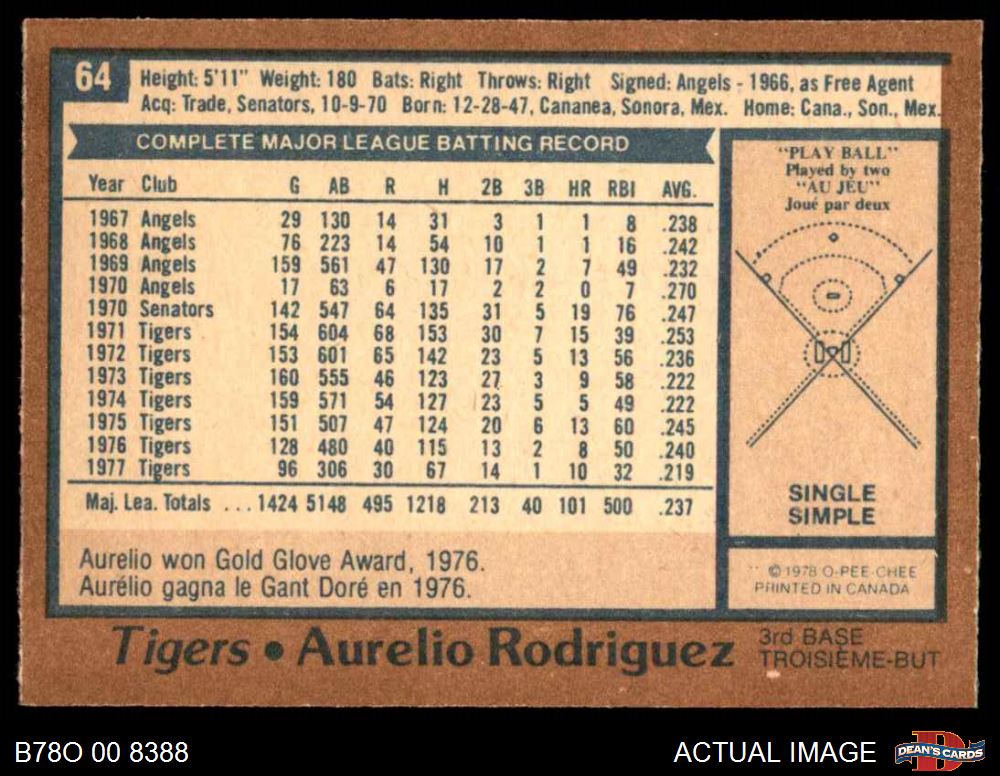 64
Height: 5'11" Weight: 180 Bats: Right Throws: Right Signed: Angels - 1966, as Free Agent
Acq: Trade, Senators, 10-9-70 Born: 12-28-47, Cananea, Sonora, Mex. Home: Cana., Son., Mex.
COMPLETE MAJOR LEAGUE BATTING RECORD
Year Club G AB R H 2B 3B HR RBI AVG.
1967 Angels 29 130 14 31 3 1 1 8 .238
1968 Angels 76 223 14 54 10 1 1 16 .242
1969 Angels 159 561 47 130 17 2 7 49 .232
1970 Angels 17 63 6 17 2 2 0 7 .270
1970 Senators 142 547 64 135 31 5 19 76 .247
1971 Tigers 154 604 68 153 30 7 15 39 .253
1972 Tigers 153 601 65 142 23 5 13 56 .236
1973 Tigers 160 555 46 123 27 3 9 58 .222
1974 Tigers 159 571 54 127 23 5 5 49 .222
1975 Tigers 151 507 47 124 20 6 13 60 .245
1976 Tigers 128 480 40 115 13 2 8 50 .240
1977 Tigers 96 306 30 67 14 1 10 32 .219
Maj. Lea. Totals ... 1424 5148 495 1218 213 40 101 500 .237
Aurelio won Gold Glove Award, 1976.
Aurélio gagna le Gant Doré en 1976.
"PLAY BALL"
Played by two
"AU JEU"
Joué par deux
SINGLE
SIMPLE
© 1978 O-PEE-CHEE
PRINTED IN CANADA
Tigers • Aurelio Rodriguez
3rd BASE
TROISIÈME-BUT
B78O 00 8388
ACTUAL IMAGE
DEAN'S CARDS